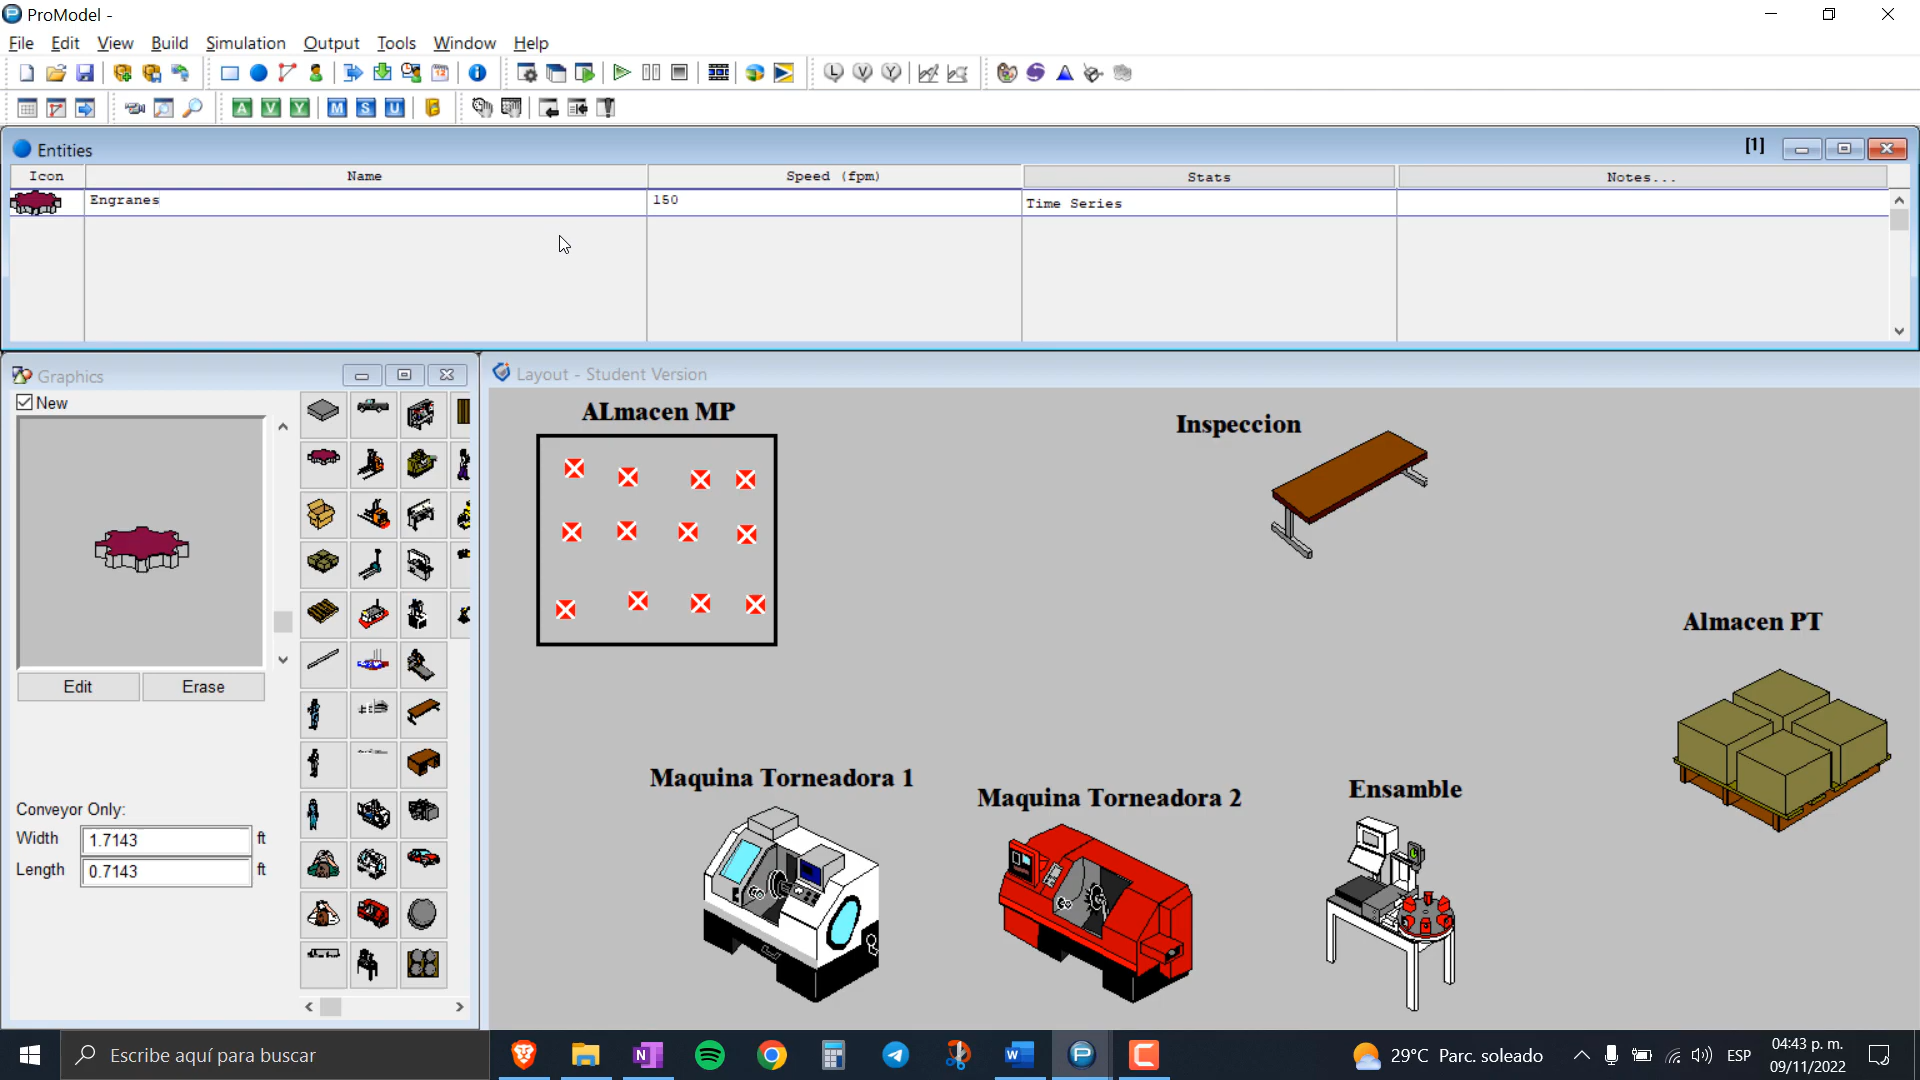 ProModel -
File Edit View Build Simulation Output Tools Window Help
Entities [1]
Icon Name Speed (fpm) Stats Notes...
Engranes 150 Time Series
Graphics
New
Edit Erase
Conveyor Only:
Width 1.7143 ft
Length 0.7143 ft
Layout - Student Version
ALmacen MP
Inspeccion
Almacen PT
Maquina Torneadora 1
Maquina Torneadora 2
Ensamble
Escribe aquí para buscar
29°C Parc. soleado
ESP
04:43 p. m.
09/11/2022